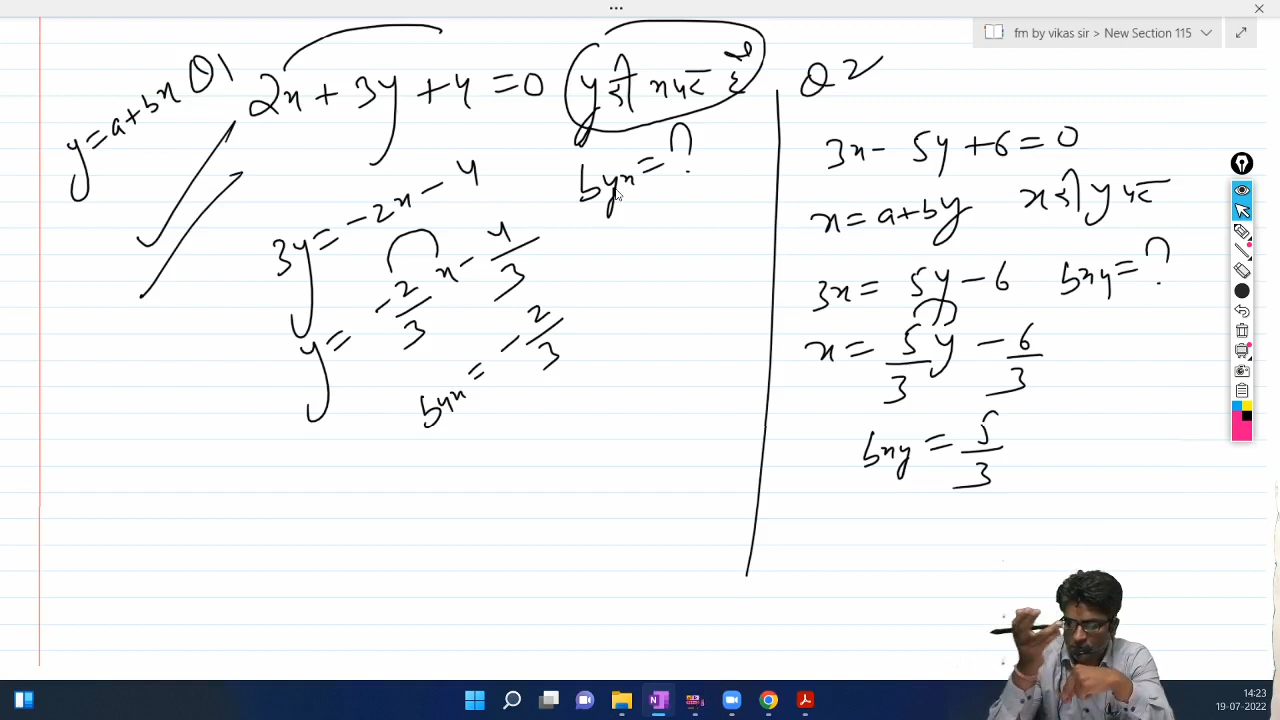 fm by vikas sir > New Section 115
y=a+bx
Q1
2x + 3y + 4 = 0
y की x पर है
byx = ?
3y = -2x - 4
y = -2/3 x - 4/3
byx = -2/3
Q2
3x - 5y + 6 = 0
x = a+by
x की y पर
3x = 5y - 6
bxy = ?
x = 5/3 y - 6/3
bxy = 5/3
14:23
19-07-2022